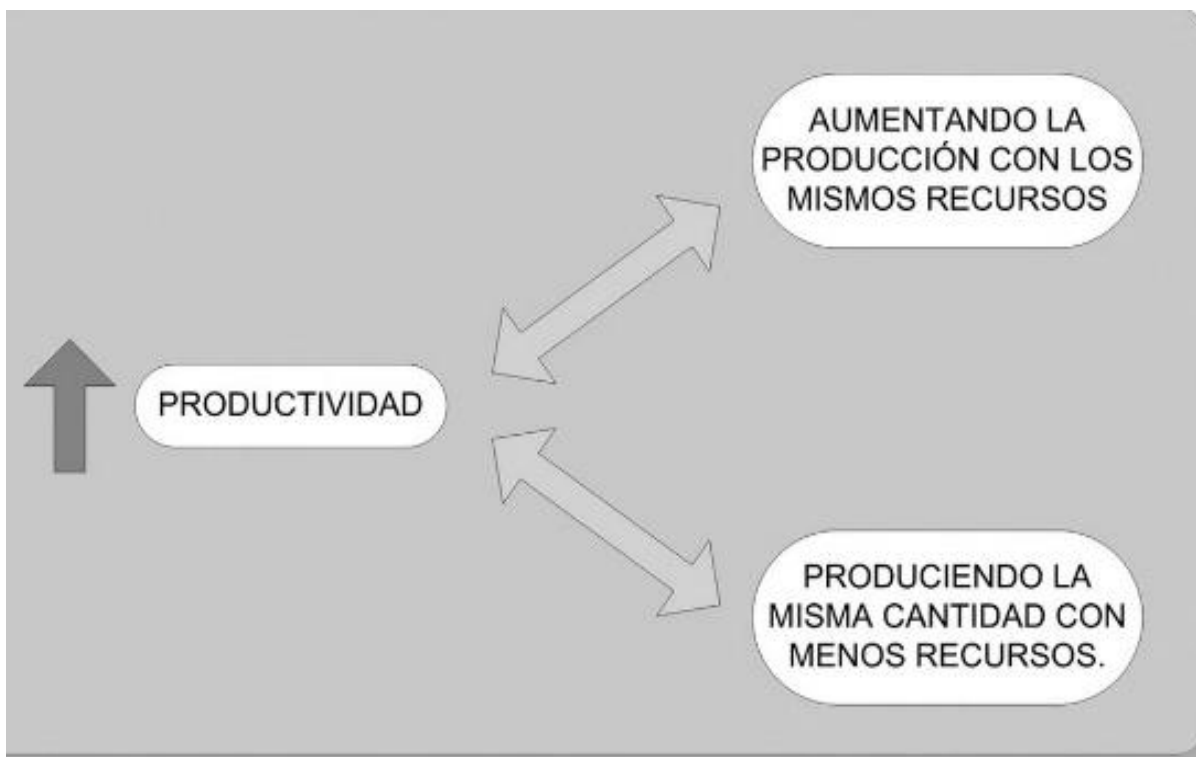 AUMENTANDO LA
PRODUCCIÓN CON LOS
MISMOS RECURSOS
PRODUCTIVIDAD
PRODUCIENDO LA
MISMA CANTIDAD CON
MENOS RECURSOS.